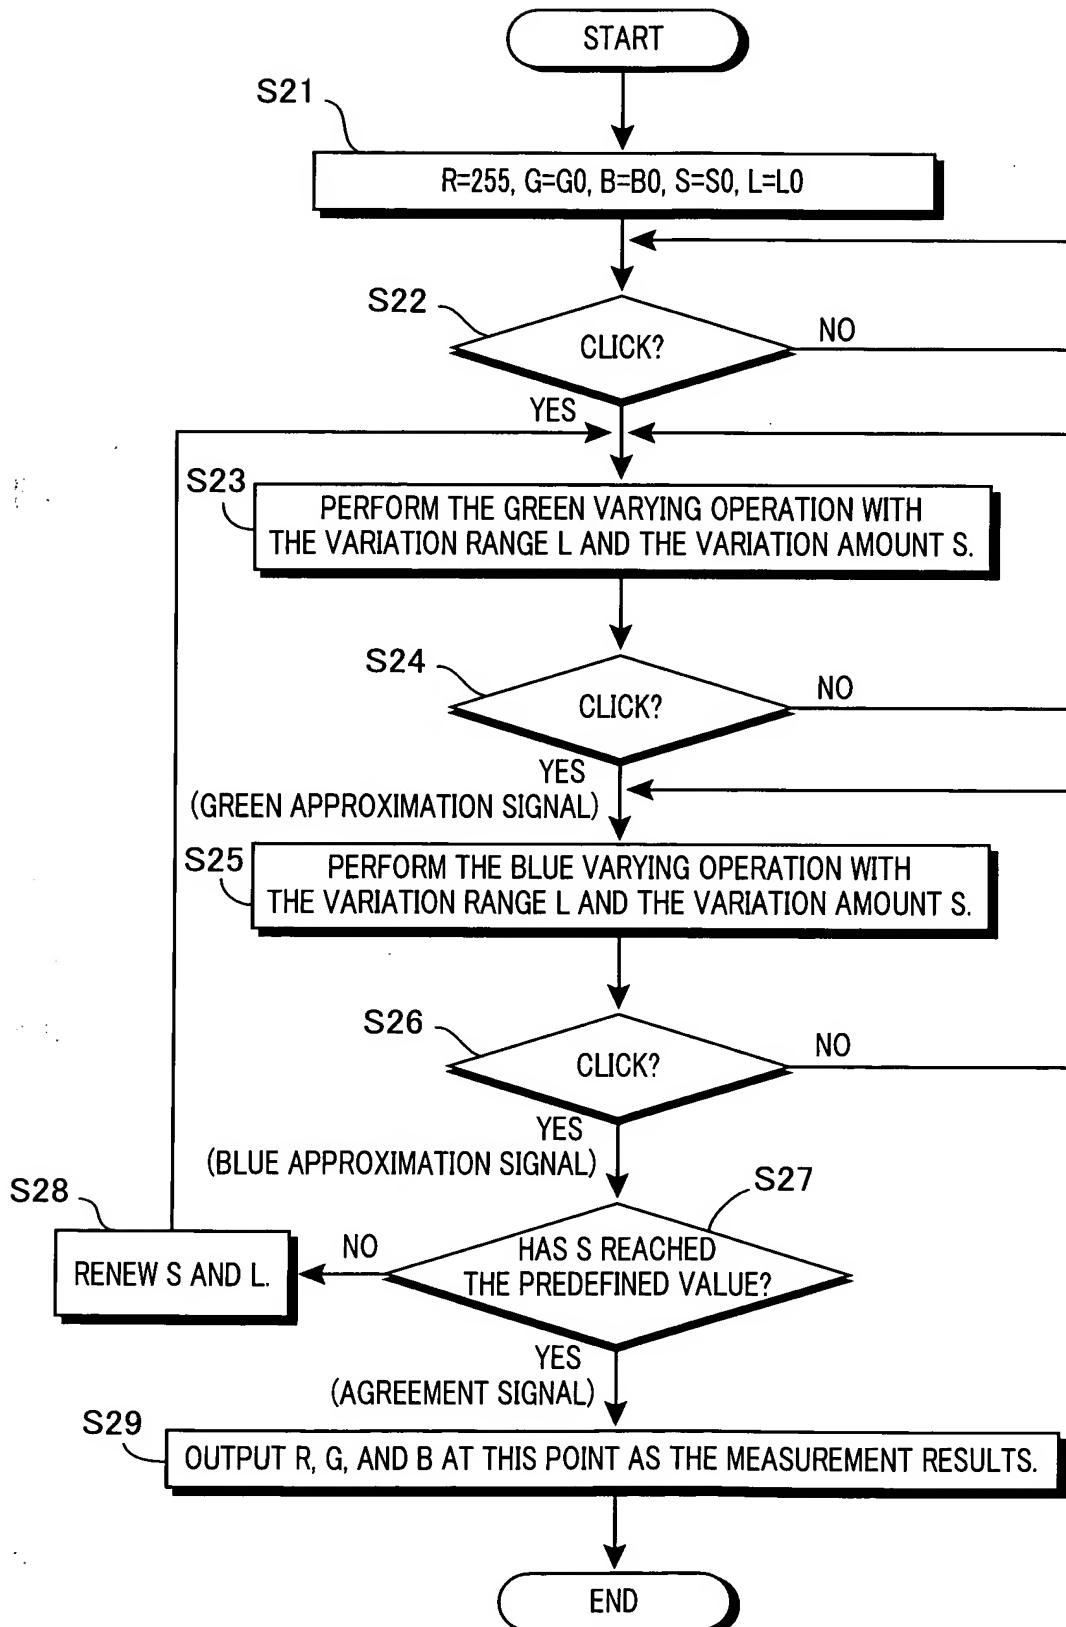 START
S21
R=255, G=G0, B=B0, S=S0, L=L0
S22
CLICK?
NO
YES
S23
PERFORM THE GREEN VARYING OPERATION WITH
THE VARIATION RANGE L AND THE VARIATION AMOUNT S.
S24
CLICK?
NO
YES
(GREEN APPROXIMATION SIGNAL)
S25
PERFORM THE BLUE VARYING OPERATION WITH
THE VARIATION RANGE L AND THE VARIATION AMOUNT S.
S26
CLICK?
NO
YES
(BLUE APPROXIMATION SIGNAL)
S27
S28
HAS S REACHED
THE PREDEFINED VALUE?
NO
RENEW S AND L.
YES
(AGREEMENT SIGNAL)
S29
OUTPUT R, G, AND B AT THIS POINT AS THE MEASUREMENT RESULTS.
END